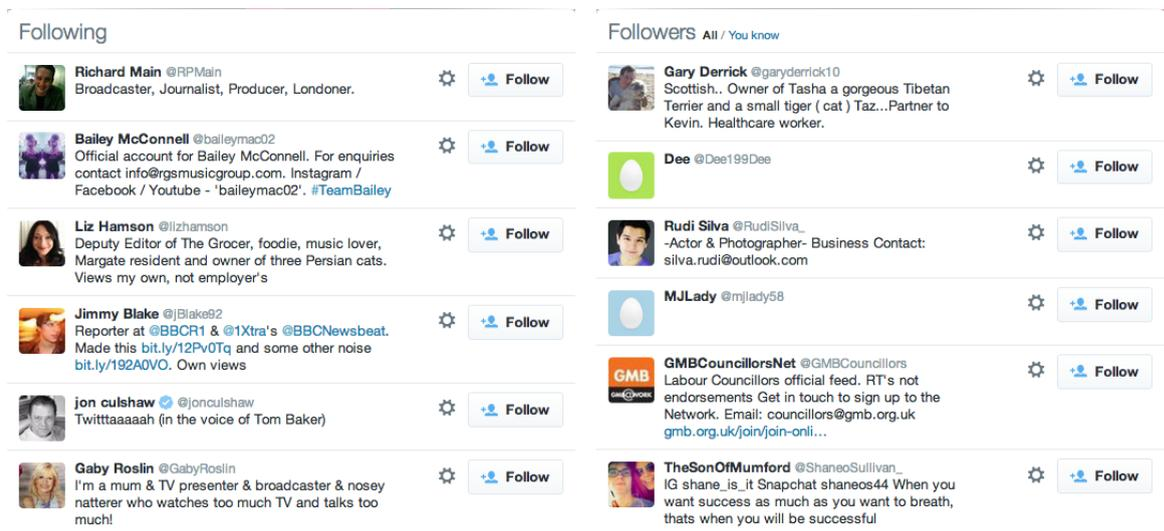 Following
Richard Main @RPMain
Broadcaster, Journalist, Producer, Londoner.
Follow
Bailey McConnell @baileymac02
Official account for Bailey McConnell. For enquiries
contact info@rgsmusicgroup.com. Instagram /
Facebook / Youtube - 'baileymac02'. #TeamBailey
Follow
Liz Hamson @lizhamson
Deputy Editor of The Grocer, foodie, music lover,
Margate resident and owner of three Persian cats.
Views my own, not employer's
Follow
Jimmy Blake @jBlake92
Reporter at @BBCR1 & @1Xtra's @BBCNewsbeat.
Made this bit.ly/12Pv0Tq and some other noise
bit.ly/192A0VO. Own views
Follow
jon culshaw @jonculshaw
Twitttaaaaah (in the voice of Tom Baker)
Follow
Gaby Roslin @GabyRoslin
I'm a mum & TV presenter & broadcaster & nosey
natterer who watches too much TV and talks too
much!
Follow
Followers All / You know
Gary Derrick @garyderrick10
Scottish.. Owner of Tasha a gorgeous Tibetan
Terrier and a small tiger ( cat ) Taz...Partner to
Kevin. Healthcare worker.
Follow
Dee @Dee199Dee
Follow
Rudi Silva @RudiSilva_
-Actor & Photographer- Business Contact:
silva.rudi@outlook.com
Follow
MJLady @mjlady58
Follow
GMB
GMB@WORK
GMBCouncillorsNet @GMBCouncillors
Labour Councillors official feed. RT's not
endorsements Get in touch to sign up to the
Network. Email: councillors@gmb.org.uk
gmb.org.uk/join/join-onli...
Follow
TheSonOfMumford @ShaneoSullivan_
IG shane_is_it Snapchat shaneos44 When you
want success as much as you want to breath,
thats when you will be successful
Follow